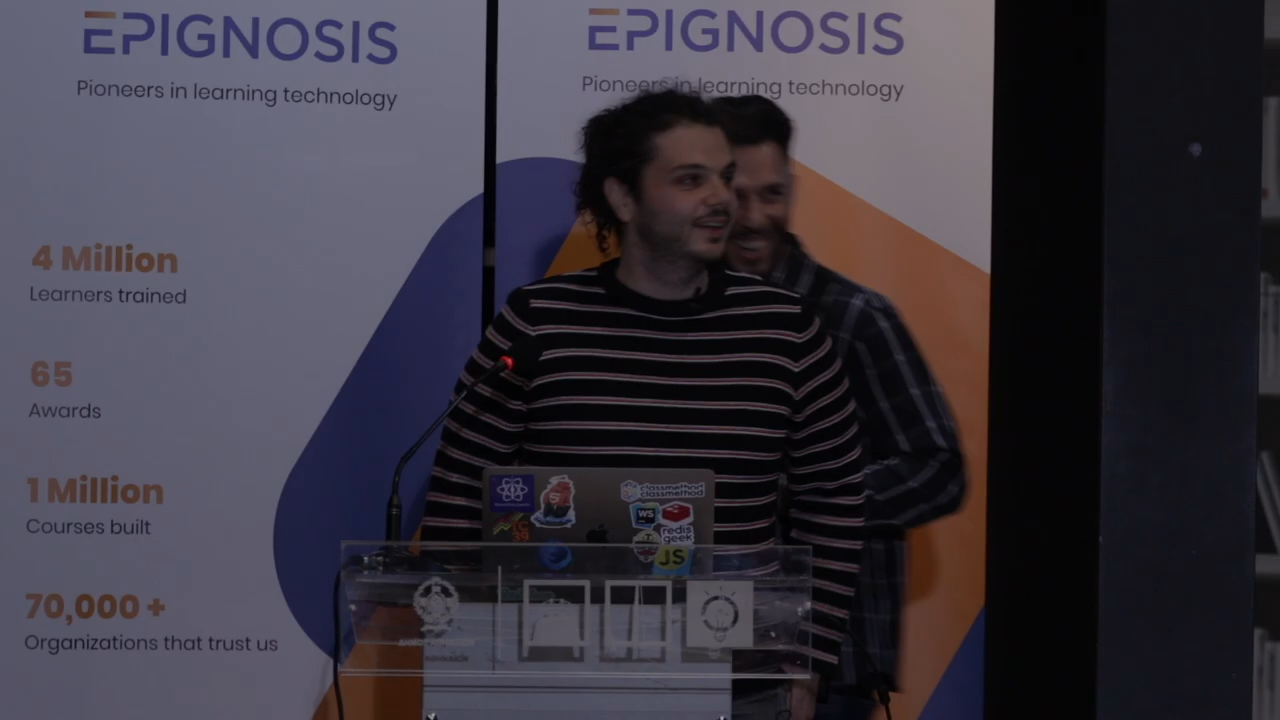 EPIGNOSIS
Pioneers in learning technology
4 Million
Learners trained
65
Awards
1 Million
Courses built
70,000 +
Organizations that trust us
EPIGNOSIS
Pioneers in learning technology
classmethod
classmethod
WS
redis
geek
JS